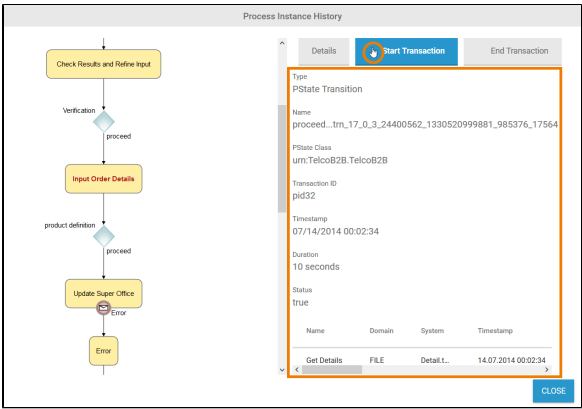 Process Instance History
Check Results and Refine Input
Verification
proceed
Input Order Details
product definition
proceed
Update Super Office
Error
Error
Details
Start Transaction
End Transaction
Type
PState Transition
Name
proceed...trn_17_0_3_24400562_1330520999881_985376_17564
PState Class
urn:TelcoB2B.TelcoB2B
Transaction ID
pid32
Timestamp
07/14/2014 00:02:34
Duration
10 seconds
Status
true
Name Domain System Timestamp
Get Details FILE Detail.t... 14.07.2014 00:02:34
CLOSE